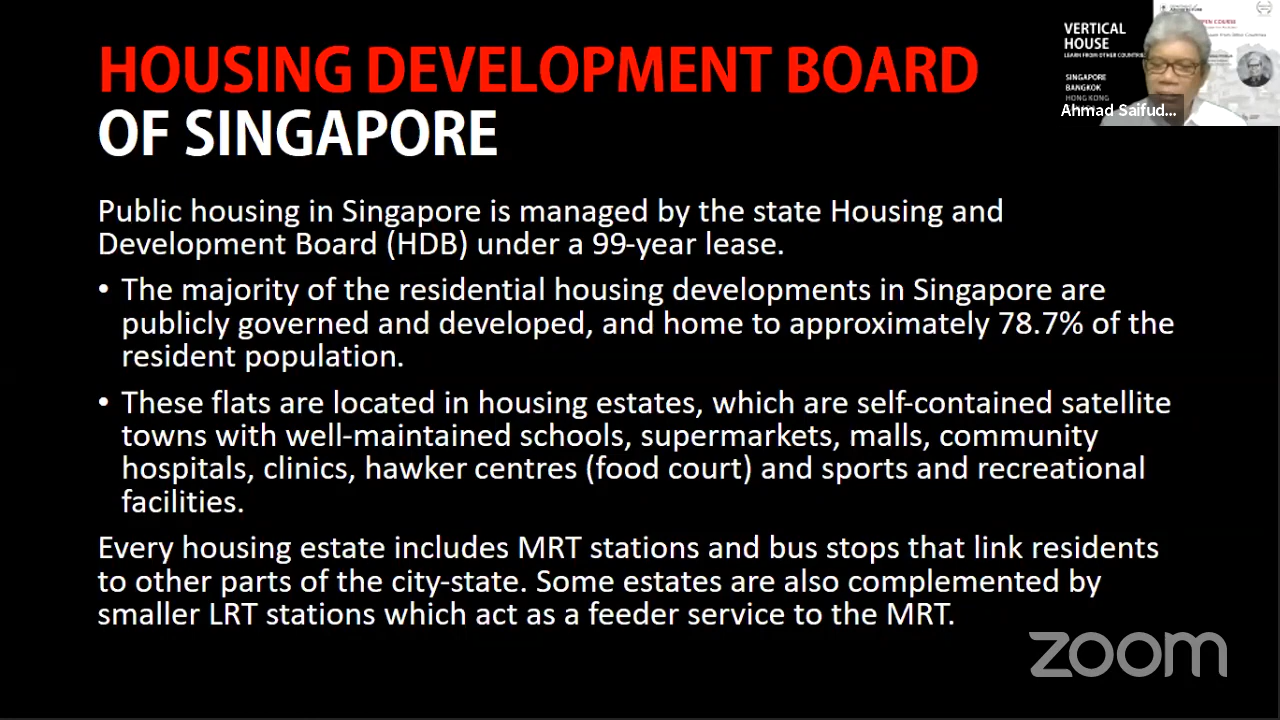 HOUSING DEVELOPMENT BOARD
OF SINGAPORE
Public housing in Singapore is managed by the state Housing and
Development Board (HDB) under a 99-year lease.
• The majority of the residential housing developments in Singapore are
publicly governed and developed, and home to approximately 78.7% of the
resident population.
• These flats are located in housing estates, which are self-contained satellite
towns with well-maintained schools, supermarkets, malls, community
hospitals, clinics, hawker centres (food court) and sports and recreational
facilities.
Every housing estate includes MRT stations and bus stops that link residents
to other parts of the city-state. Some estates are also complemented by
smaller LRT stations which act as a feeder service to the MRT.
VERTICAL
HOUSE
LEARN FROM OTHER COUNTRIE
SINGAPORE
BANGKOK
HONG KONG
Ahmad Saifud...
zoom